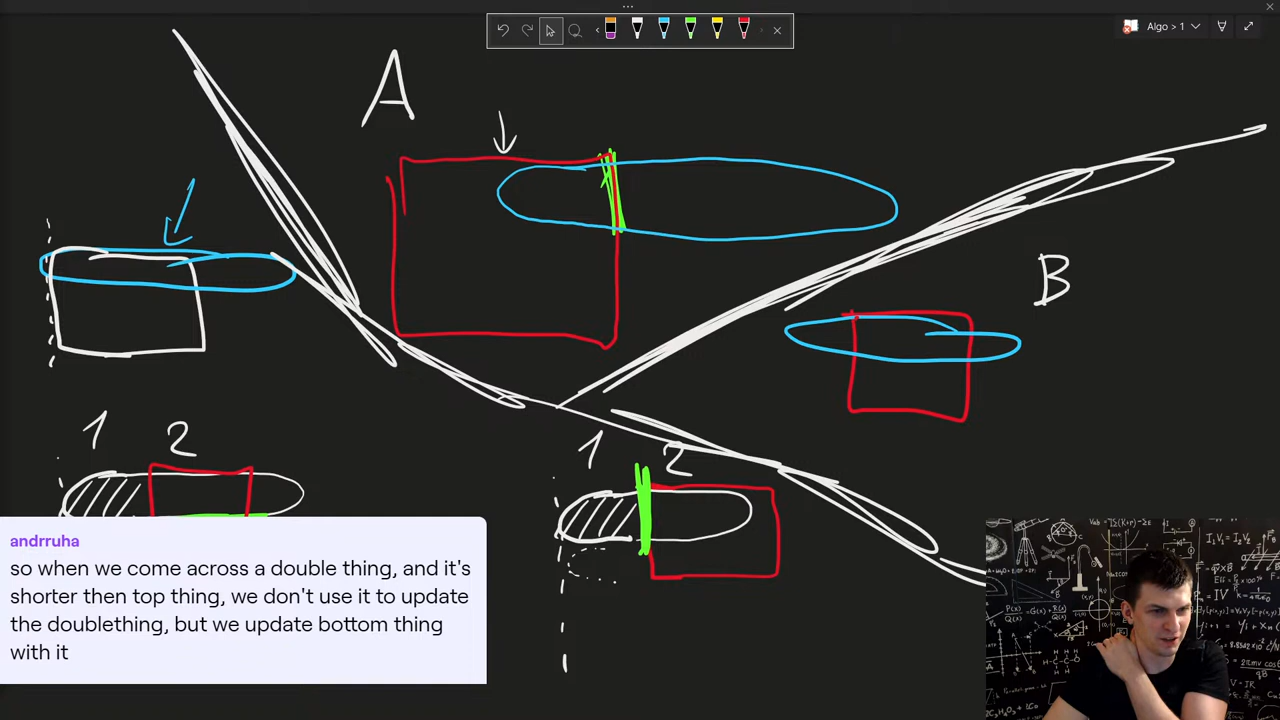 Algo > 1
A
B
1
2
1
2
andrruha
so when we come across a double thing, and it's
shorter then top thing, we don't use it to update
the doublething, but we update bottom thing
with it